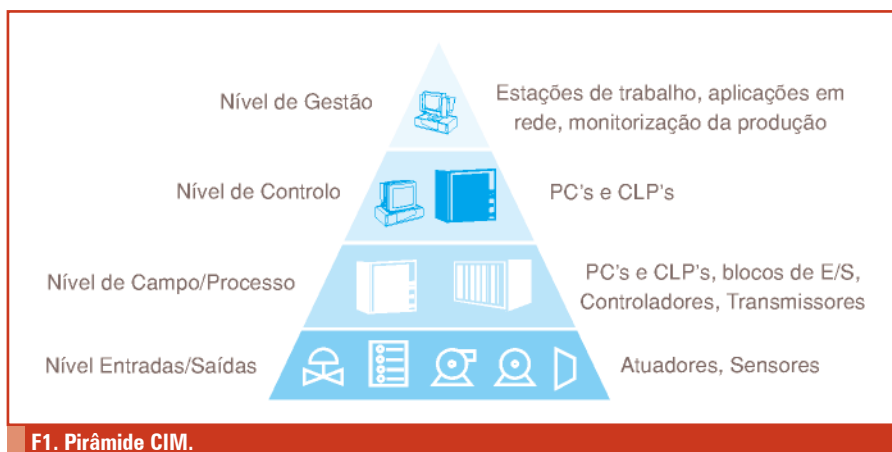 Nível de Gestão
Estações de trabalho, aplicações em
rede, monitorização da produção
Nível de Controlo
PC's e CLP's
Nível de Campo/Processo
PC's e CLP's, blocos de E/S,
Controladores, Transmissores
Nível Entradas/Saídas
Atuadores, Sensores
F1. Pirâmide CIM.